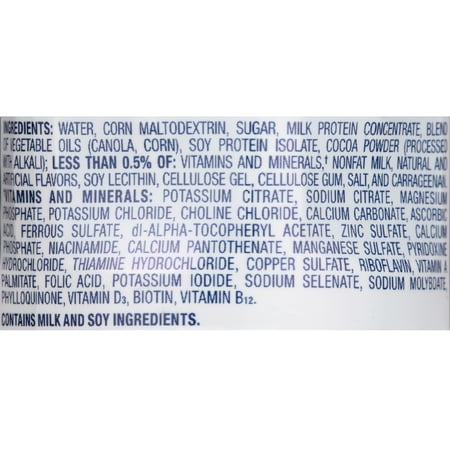 INGREDIENTS: WATER, CORN MALTODEXTRIN, SUGAR, MILK PROTEIN CONCENTRATE, BLEND
OF VEGETABLE OILS (CANOLA, CORN), SOY PROTEIN ISOLATE, COCOA POWDER (PROCESSED
WITH ALKALI); LESS THAN 0.5% OF: VITAMINS AND MINERALS,† NONFAT MILK, NATURAL AND
ARTIFICIAL FLAVORS, SOY LECITHIN, CELLULOSE GEL, CELLULOSE GUM, SALT, AND CARRAGEENAN.
†VITAMINS AND MINERALS: POTASSIUM CITRATE, SODIUM CITRATE, MAGNESIUM
PHOSPHATE, POTASSIUM CHLORIDE, CHOLINE CHLORIDE, CALCIUM CARBONATE, ASCORBIC
ACID, FERROUS SULFATE, dl-ALPHA-TOCOPHERYL ACETATE, ZINC SULFATE, CALCIUM
PHOSPHATE, NIACINAMIDE, CALCIUM PANTOTHENATE, MANGANESE SULFATE, PYRIDOXINE
HYDROCHLORIDE, THIAMINE HYDROCHLORIDE, COPPER SULFATE, RIBOFLAVIN, VITAMIN A
PALMITATE, FOLIC ACID, POTASSIUM IODIDE, SODIUM SELENATE, SODIUM MOLYBDATE,
PHYLLOQUINONE, VITAMIN D3, BIOTIN, VITAMIN B12.
CONTAINS MILK AND SOY INGREDIENTS.